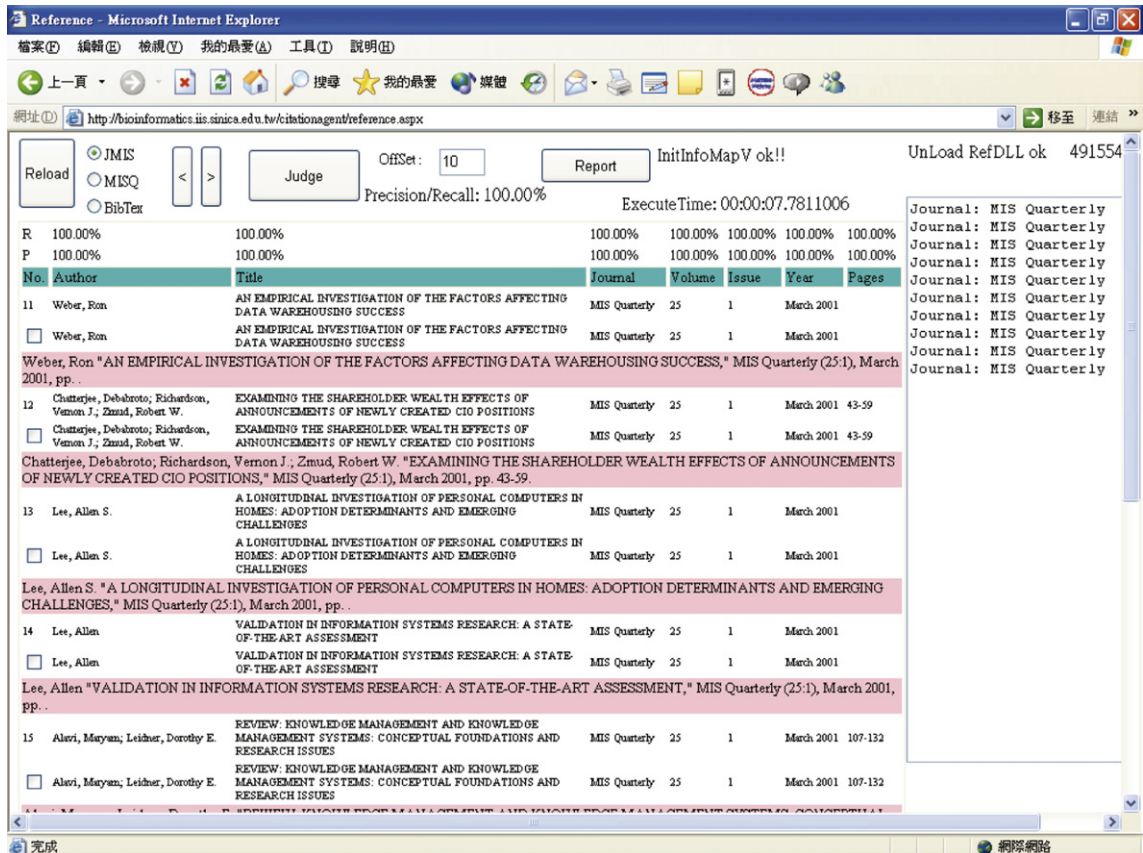 Reference - Microsoft Internet Explorer
檔案(F) 編輯(E) 檢視(V) 我的最愛(A) 工具(T) 說明(H)
上一頁 搜尋 我的最愛 媒體
網址(D) http://bioinformatics.iis.sinica.edu.tw/citationagent/reference.aspx 移至 連結 »
Reload JMIS MISQ BibTex < > Judge OffSet: 10 Report InitInfoMapV ok!! UnLoad RefDLL ok 491554
Precision/Recall: 100.00% ExecuteTime: 00:00:07.7811006
R 100.00% 100.00% 100.00% 100.00% 100.00% 100.00% 100.00%
P 100.00% 100.00% 100.00% 100.00% 100.00% 100.00% 100.00%
No. Author Title Journal Volume Issue Year Pages
11 Weber, Ron AN EMPIRICAL INVESTIGATION OF THE FACTORS AFFECTING
DATA WAREHOUSING SUCCESS MIS Quarterly 25 1 March 2001
Weber, Ron AN EMPIRICAL INVESTIGATION OF THE FACTORS AFFECTING
DATA WAREHOUSING SUCCESS MIS Quarterly 25 1 March 2001
Weber, Ron "AN EMPIRICAL INVESTIGATION OF THE FACTORS AFFECTING DATA WAREHOUSING SUCCESS," MIS Quarterly (25:1), March
2001, pp. .
12 Chatterjee, Debabroto; Richardson,
Vernon J.; Zmud, Robert W. EXAMINING THE SHAREHOLDER WEALTH EFFECTS OF
ANNOUNCEMENTS OF NEWLY CREATED CIO POSITIONS MIS Quarterly 25 1 March 2001 43-59
Chatterjee, Debabroto; Richardson,
Vernon J.; Zmud, Robert W. EXAMINING THE SHAREHOLDER WEALTH EFFECTS OF
ANNOUNCEMENTS OF NEWLY CREATED CIO POSITIONS MIS Quarterly 25 1 March 2001 43-59
Chatterjee, Debabroto; Richardson, Vernon J.; Zmud, Robert W. "EXAMINING THE SHAREHOLDER WEALTH EFFECTS OF ANNOUNCEMENTS
OF NEWLY CREATED CIO POSITIONS," MIS Quarterly (25:1), March 2001, pp. 43-59.
13 Lee, Allen S. A LONGITUDINAL INVESTIGATION OF PERSONAL COMPUTERS IN
HOMES: ADOPTION DETERMINANTS AND EMERGING
CHALLENGES MIS Quarterly 25 1 March 2001
Lee, Allen S. A LONGITUDINAL INVESTIGATION OF PERSONAL COMPUTERS IN
HOMES: ADOPTION DETERMINANTS AND EMERGING
CHALLENGES MIS Quarterly 25 1 March 2001
Lee, Allen S. "A LONGITUDINAL INVESTIGATION OF PERSONAL COMPUTERS IN HOMES: ADOPTION DETERMINANTS AND EMERGING
CHALLENGES," MIS Quarterly (25:1), March 2001, pp. .
14 Lee, Allen VALIDATION IN INFORMATION SYSTEMS RESEARCH: A STATE-
OF-THE-ART ASSESSMENT MIS Quarterly 25 1 March 2001
Lee, Allen VALIDATION IN INFORMATION SYSTEMS RESEARCH: A STATE-
OF-THE-ART ASSESSMENT MIS Quarterly 25 1 March 2001
Lee, Allen "VALIDATION IN INFORMATION SYSTEMS RESEARCH: A STATE-OF-THE-ART ASSESSMENT," MIS Quarterly (25:1), March 2001,
pp. .
15 Alavi, Maryam; Leidner, Dorothy E. REVIEW: KNOWLEDGE MANAGEMENT AND KNOWLEDGE
MANAGEMENT SYSTEMS: CONCEPTUAL FOUNDATIONS AND
RESEARCH ISSUES MIS Quarterly 25 1 March 2001 107-132
Alavi, Maryam; Leidner, Dorothy E. REVIEW: KNOWLEDGE MANAGEMENT AND KNOWLEDGE
MANAGEMENT SYSTEMS: CONCEPTUAL FOUNDATIONS AND
RESEARCH ISSUES MIS Quarterly 25 1 March 2001 107-132
Journal: MIS Quarterly
Journal: MIS Quarterly
Journal: MIS Quarterly
Journal: MIS Quarterly
Journal: MIS Quarterly
Journal: MIS Quarterly
Journal: MIS Quarterly
Journal: MIS Quarterly
Journal: MIS Quarterly
Journal: MIS Quarterly
完成 網際網路